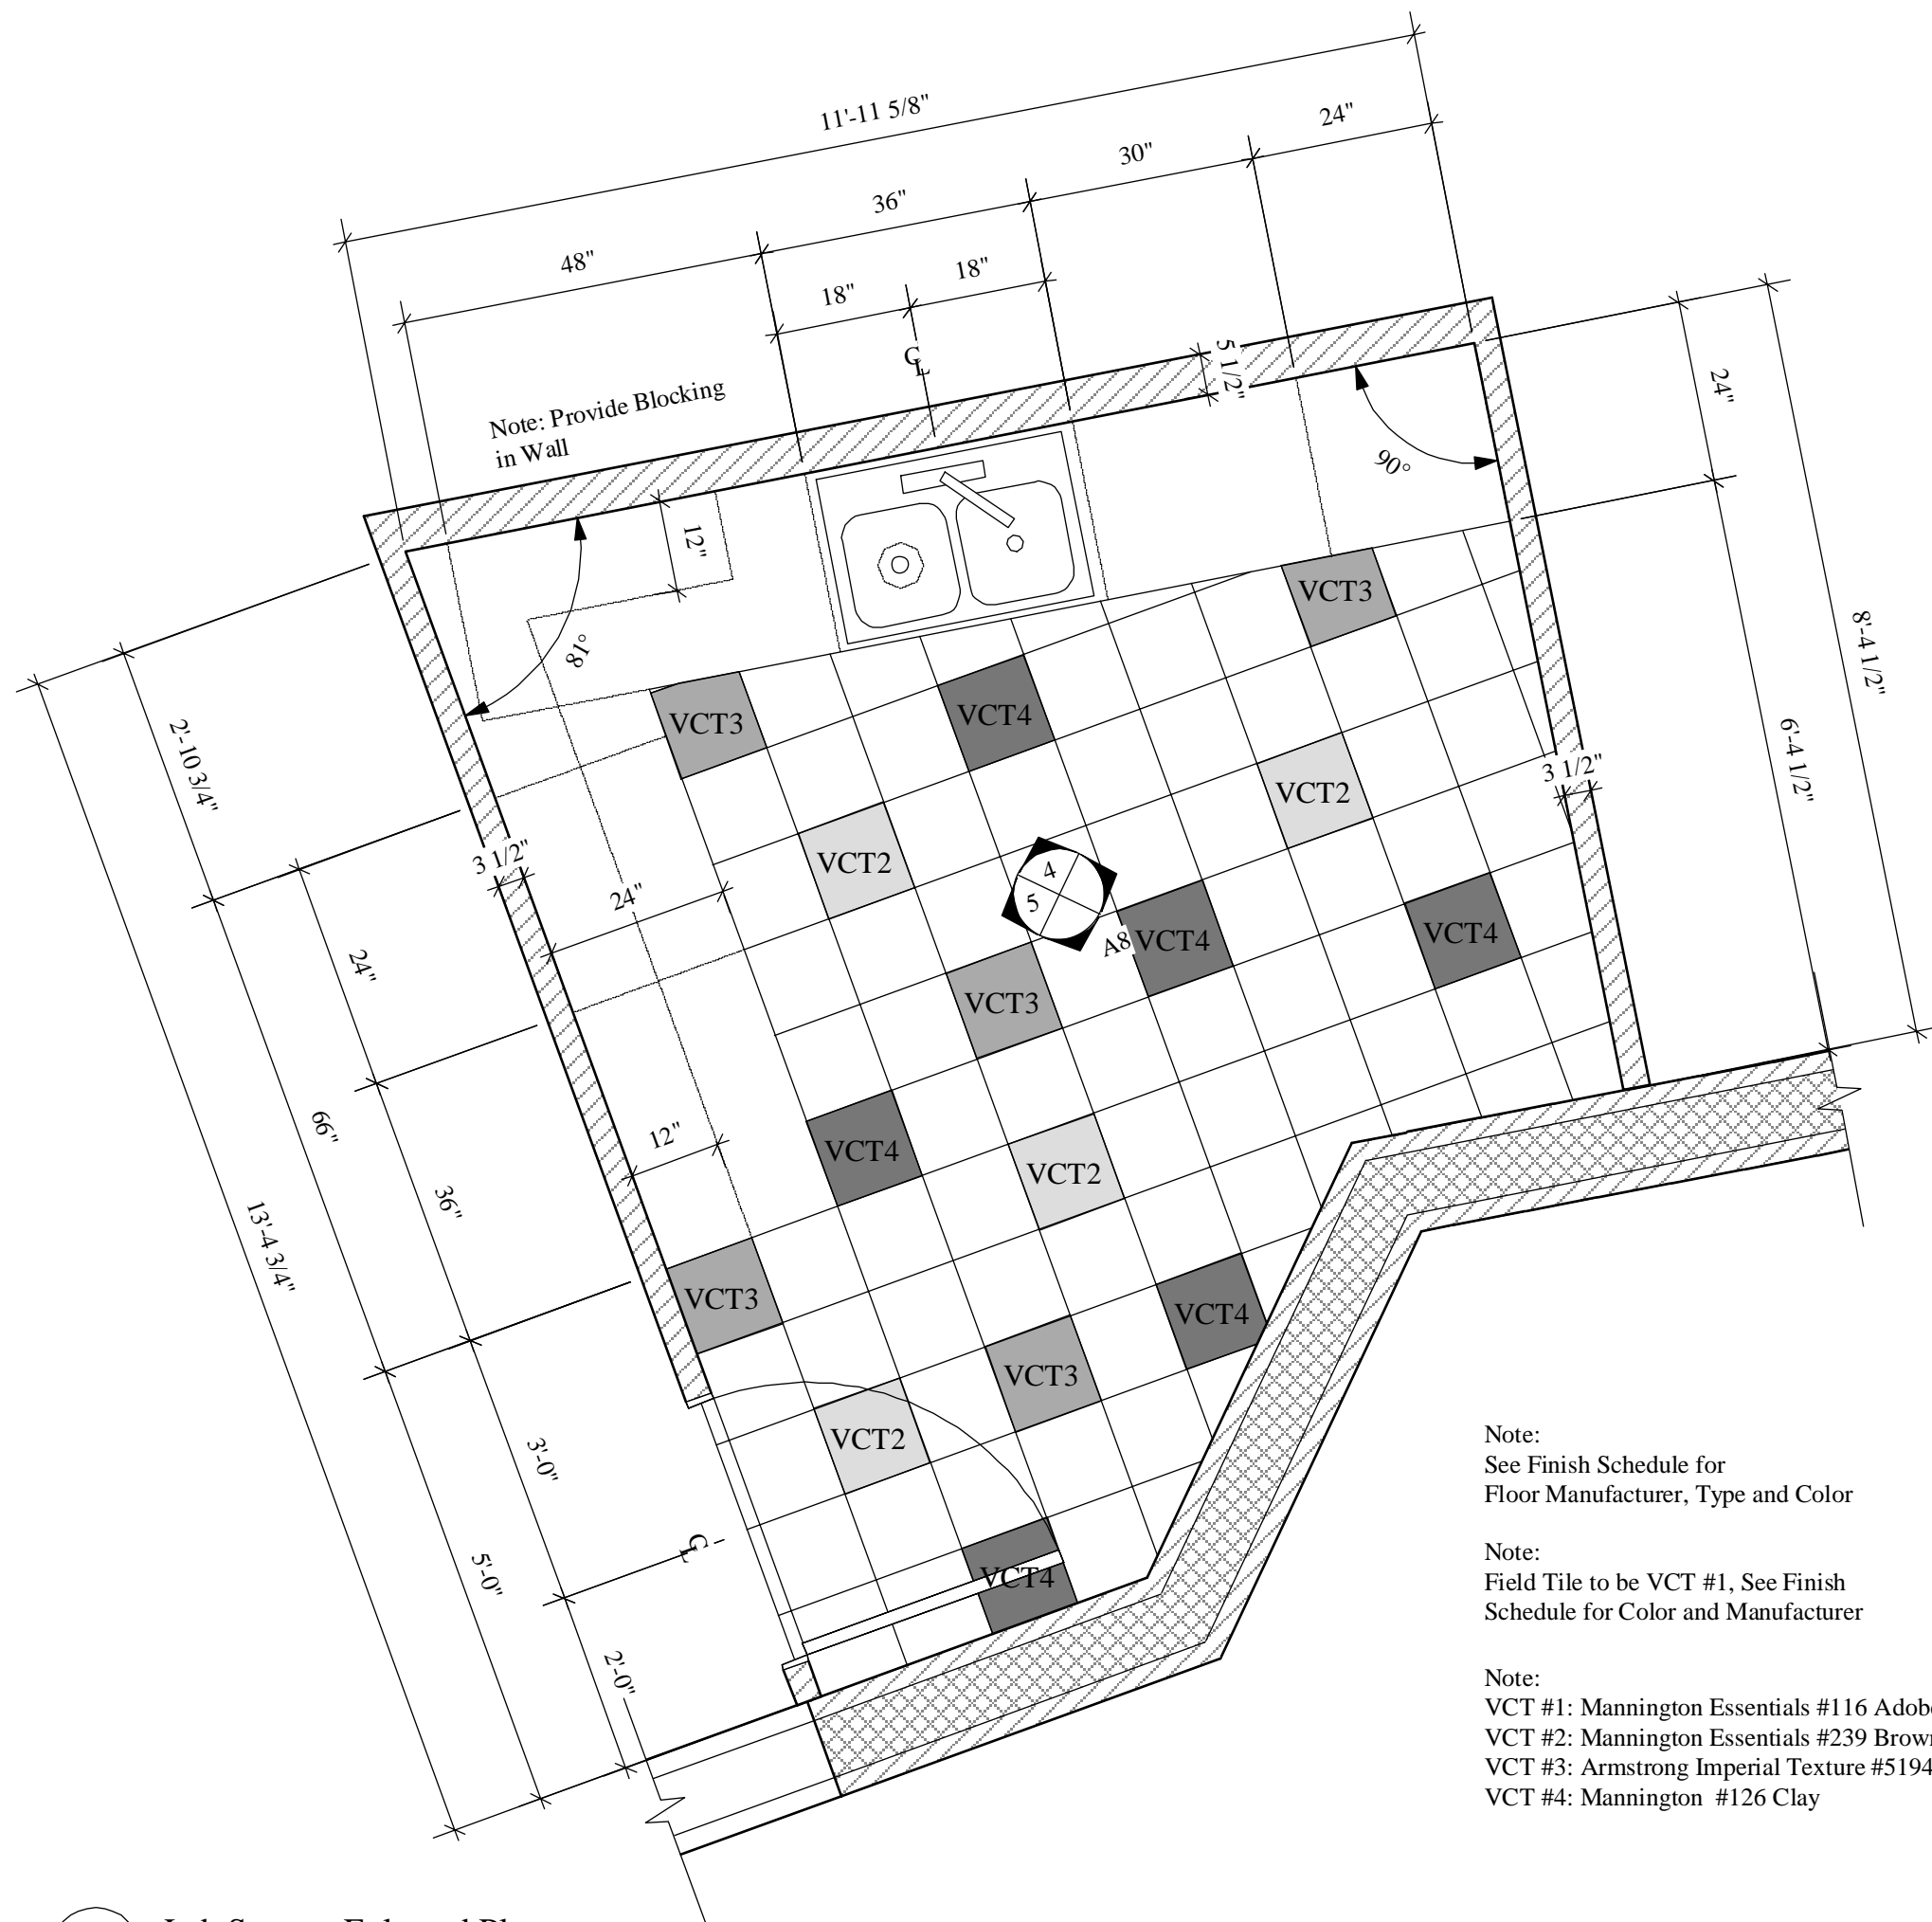 11'-11 5/8"
24"
30"
36"
48"
18"
18"
CL
5 1/2"
Note: Provide Blocking
in Wall
12"
90°
81°
24"
8'-4 1/2"
6'-4 1/2"
VCT3
VCT3
VCT4
VCT2
3 1/2"
2'-10 3/4"
3 1/2"
VCT2
24"
4
5
A8
VCT4
VCT4
24"
VCT3
66"
12"
VCT4
VCT2
36"
13'-4 3/4"
VCT3
VCT4
VCT3
VCT2
3'-0"
CL
5'-0"
VCT4
2'-0"
Note:
See Finish Schedule for
Floor Manufacturer, Type and Color
Note:
Field Tile to be VCT #1, See Finish
Schedule for Color and Manufacturer
Note:
VCT #1: Mannington Essentials #116
VCT #2: Mannington Essentials #239
VCT #3: Armstrong Imperial Texture #5194
VCT #4: Mannington #126 Clay